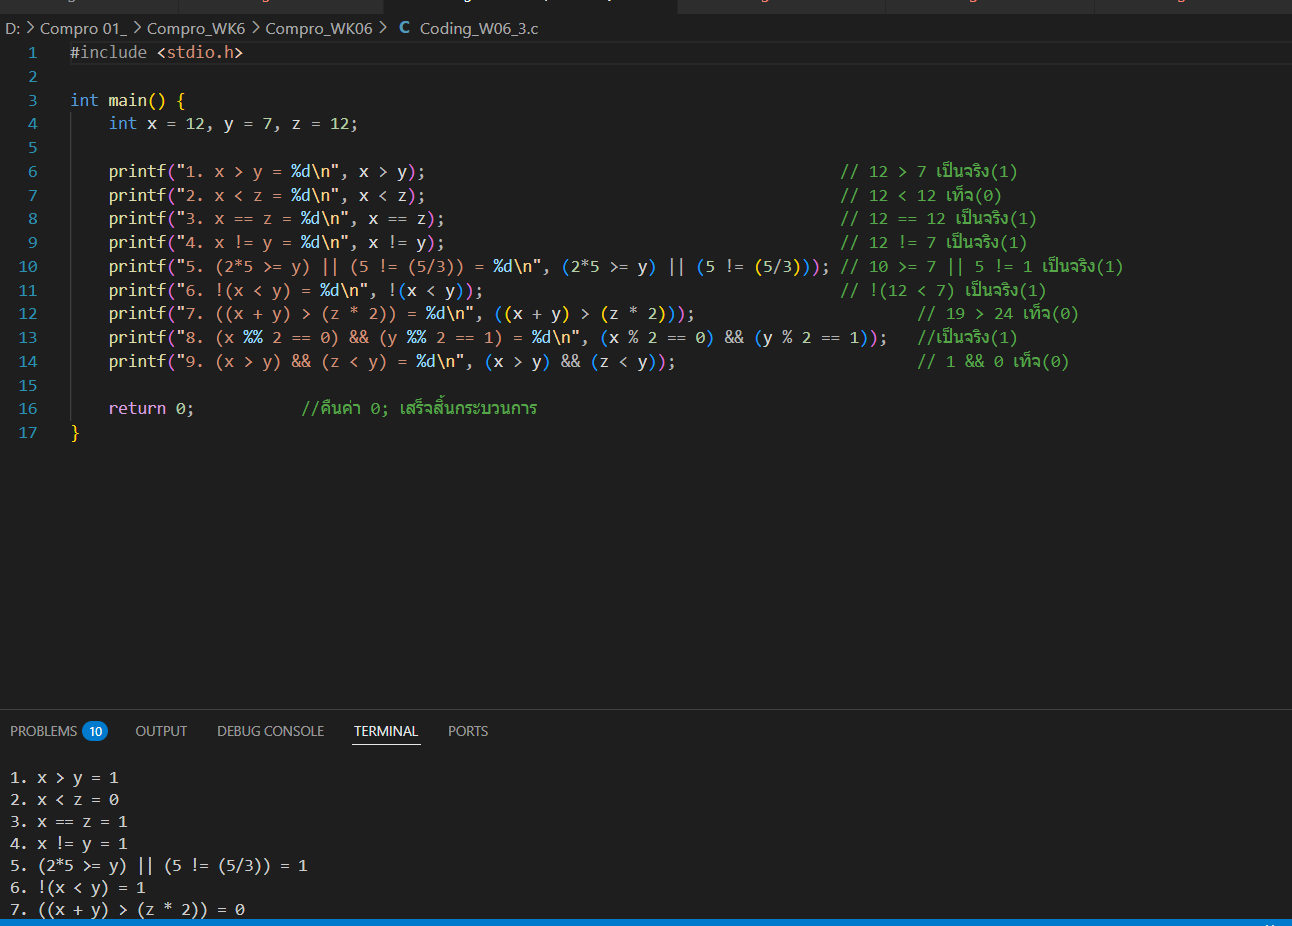 D: > Compro 01_ > Compro_WK6 > Compro_WK06 > C Coding_W06_3.c
1 #include <stdio.h>
2
3 int main() {
4 int x = 12, y = 7, z = 12;
5
6 printf("1. x > y = %d\n", x > y); // 12 > 7 เป็นจริง(1)
7 printf("2. x < z = %d\n", x < z); // 12 < 12 เท็จ(0)
8 printf("3. x == z = %d\n", x == z); // 12 == 12 เป็นจริง(1)
9 printf("4. x != y = %d\n", x != y); // 12 != 7 เป็นจริง(1)
10 printf("5. (2*5 >= y) || (5 != (5/3)) = %d\n", (2*5 >= y) || (5 != (5/3))); // 10 >= 7 || 5 != 1 เป็นจริง(1)
11 printf("6. !(x < y) = %d\n", !(x < y)); // !(12 < 7) เป็นจริง(1)
12 printf("7. ((x + y) > (z * 2)) = %d\n", ((x + y) > (z * 2))); // 19 > 24 เท็จ(0)
13 printf("8. (x %% 2 == 0) && (y %% 2 == 1) = %d\n", (x % 2 == 0) && (y % 2 == 1)); //เป็นจริง(1)
14 printf("9. (x > y) && (z < y) = %d\n", (x > y) && (z < y)); // 1 && 0 เท็จ(0)
15
16 return 0; //คืนค่า 0; เสร็จสิ้นกระบวนการ
17 }
PROBLEMS 10 OUTPUT DEBUG CONSOLE TERMINAL PORTS
1. x > y = 1
2. x < z = 0
3. x == z = 1
4. x != y = 1
5. (2*5 >= y) || (5 != (5/3)) = 1
6. !(x < y) = 1
7. ((x + y) > (z * 2)) = 0